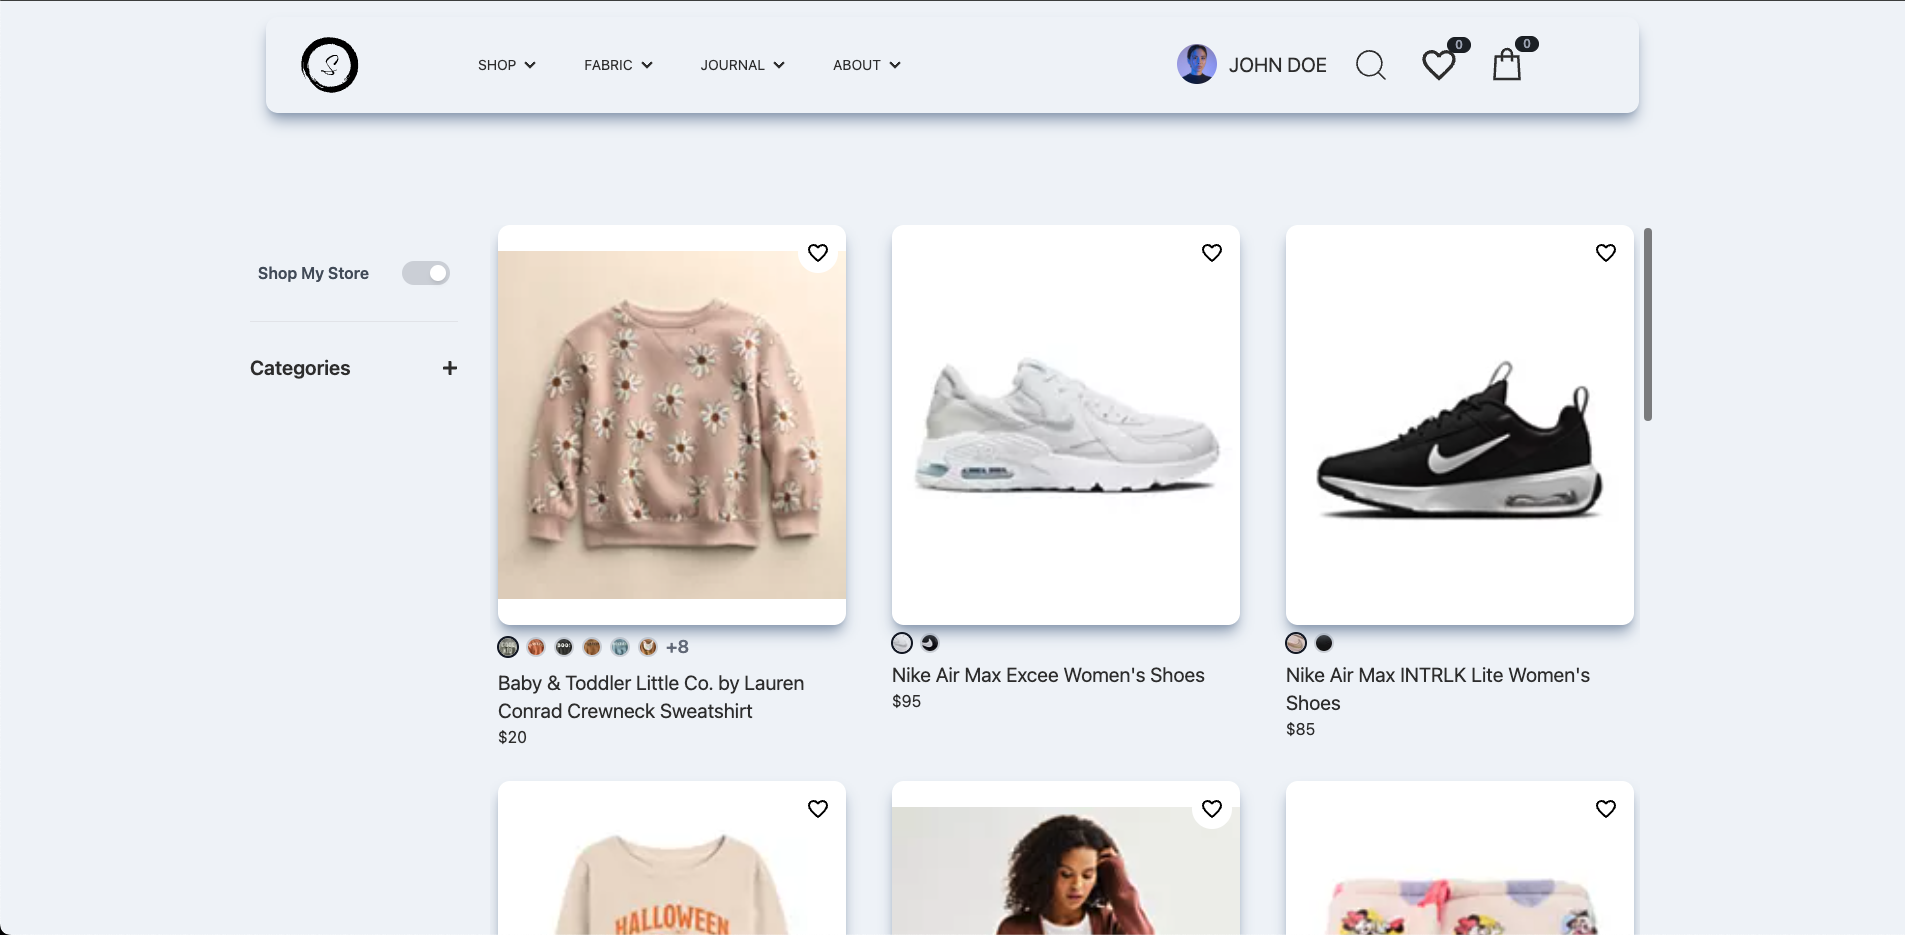 S
SHOP
FABRIC
JOURNAL
ABOUT
JOHN DOE
0
0
Shop My Store
Categories
+8
Baby & Toddler Little Co. by Lauren
Conrad Crewneck Sweatshirt
$20
Nike Air Max Excee Women's Shoes
$95
Nike Air Max INTRLK Lite Women's
Shoes
$85
HALLOWEEN